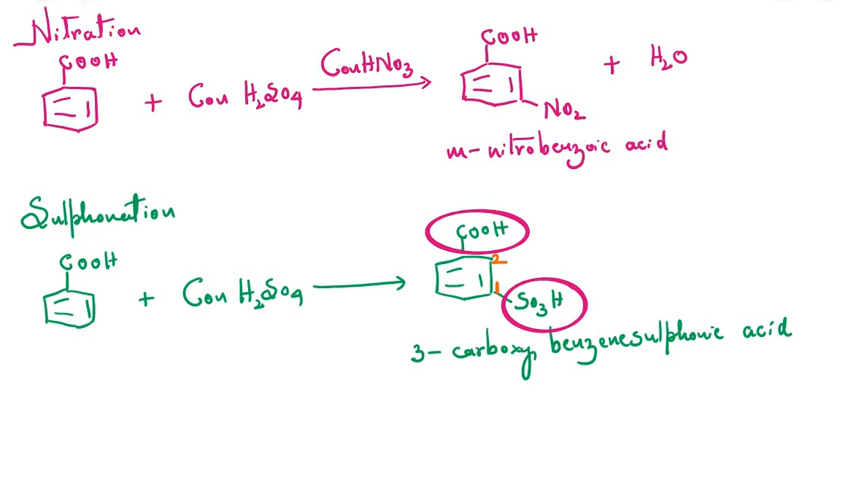 Nitration
COOH
+ Con H₂SO₄ Con HNO₃ COOH + H₂O
NO₂
m-nitrobenzoic acid
Sulphonation
COOH
COOH
+ Con H₂SO₄
2
1
SO₃H
3-carboxy benzenesulphonic acid